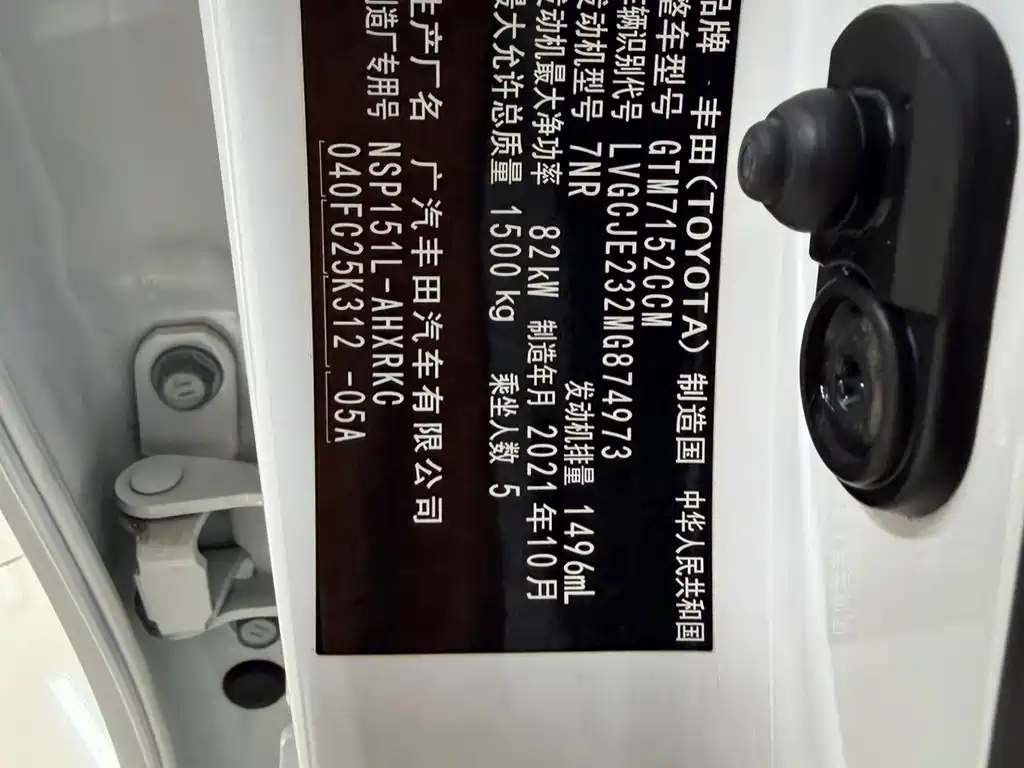 品牌 丰田(TOYOTA) 制造国 中华人民共和国
整车型号 GTM7152CCM
车辆识别代号 LVGCJE232MG874973
发动机型号 7NR 发动机排量 1496mL
发动机最大净功率 82kW 制造年月 2021年10月
最大允许总质量 1500kg 乘坐人数 5
生产厂名 广汽丰田汽车有限公司
制造厂专用号 NSP151L-AHXRKC
040FC25K312 -05A